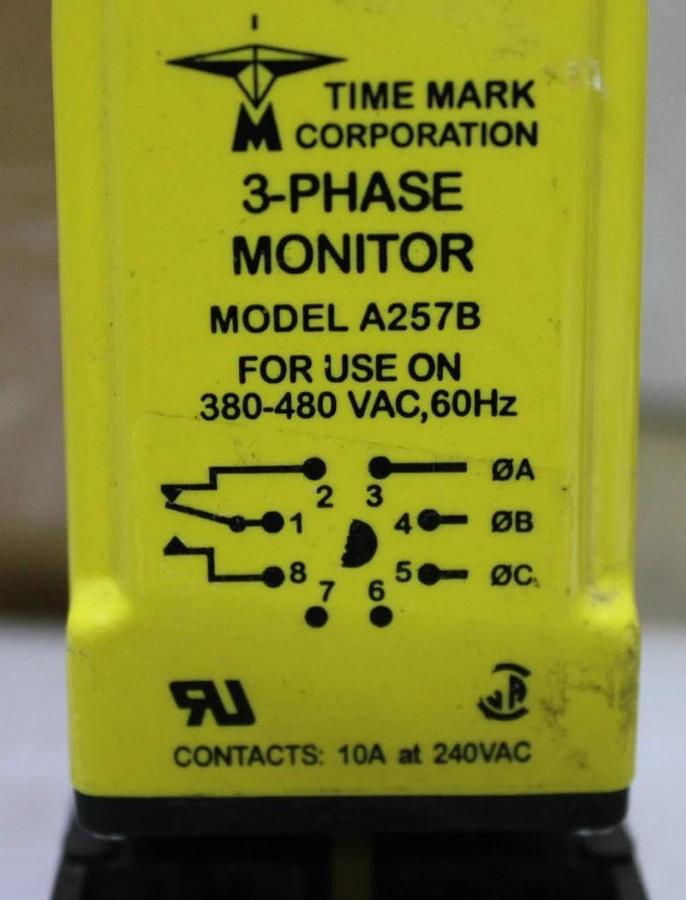 TIME MARK
CORPORATION
3-PHASE
MONITOR
MODEL A257B
FOR USE ON
380-480 VAC,60Hz
2 3 ØA
1 4 ØB
8 5 ØC
7 6
CONTACTS: 10A at 240VAC